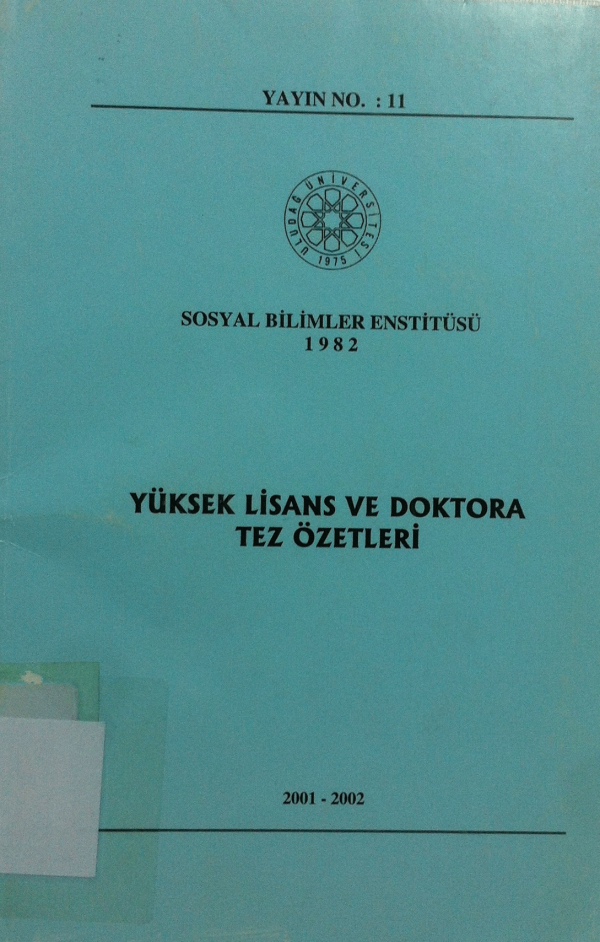 YAYIN NO. : 11
ULUDAĞ ÜNİVERSİTESİ
1975
SOSYAL BİLİMLER ENSTİTÜSÜ
1982
YÜKSEK LİSANS VE DOKTORA
TEZ ÖZETLERİ
2001 - 2002